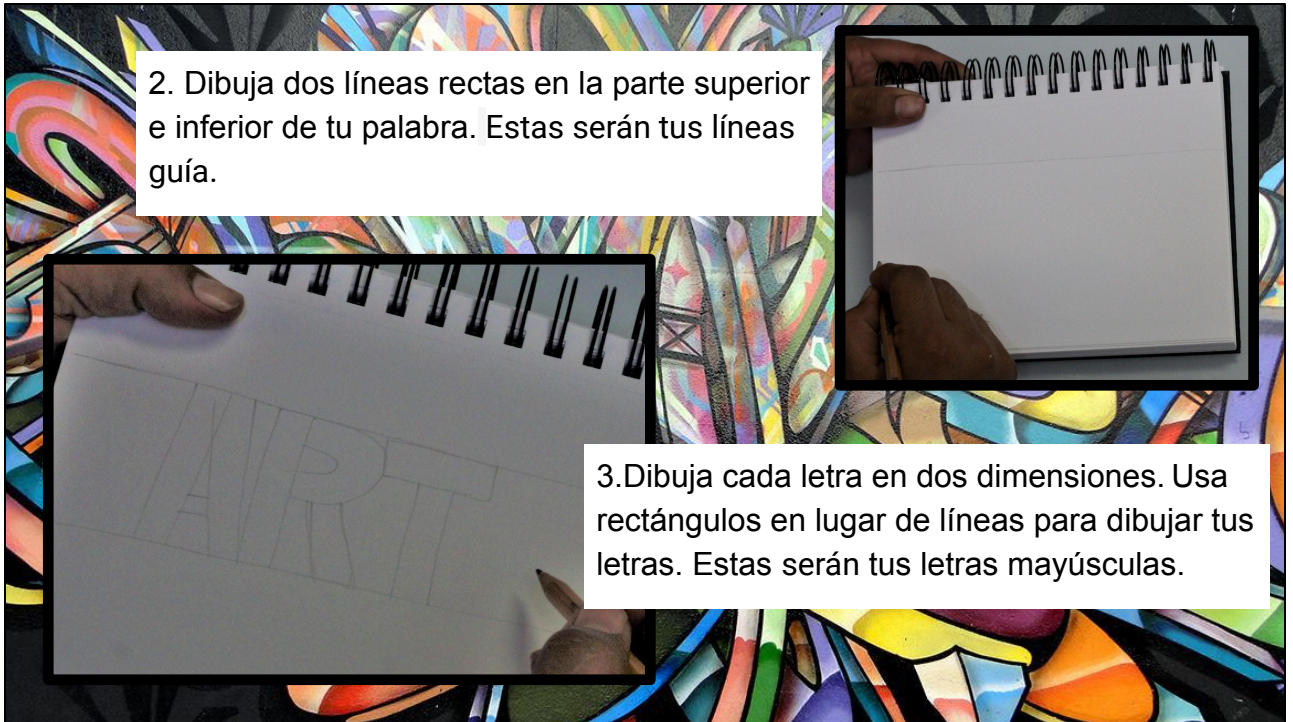 2. Dibuja dos líneas rectas en la parte superior
e inferior de tu palabra. Estas serán tus líneas
guía.
ART
3.Dibuja cada letra en dos dimensiones. Usa
rectángulos en lugar de líneas para dibujar tus
letras. Estas serán tus letras mayúsculas.